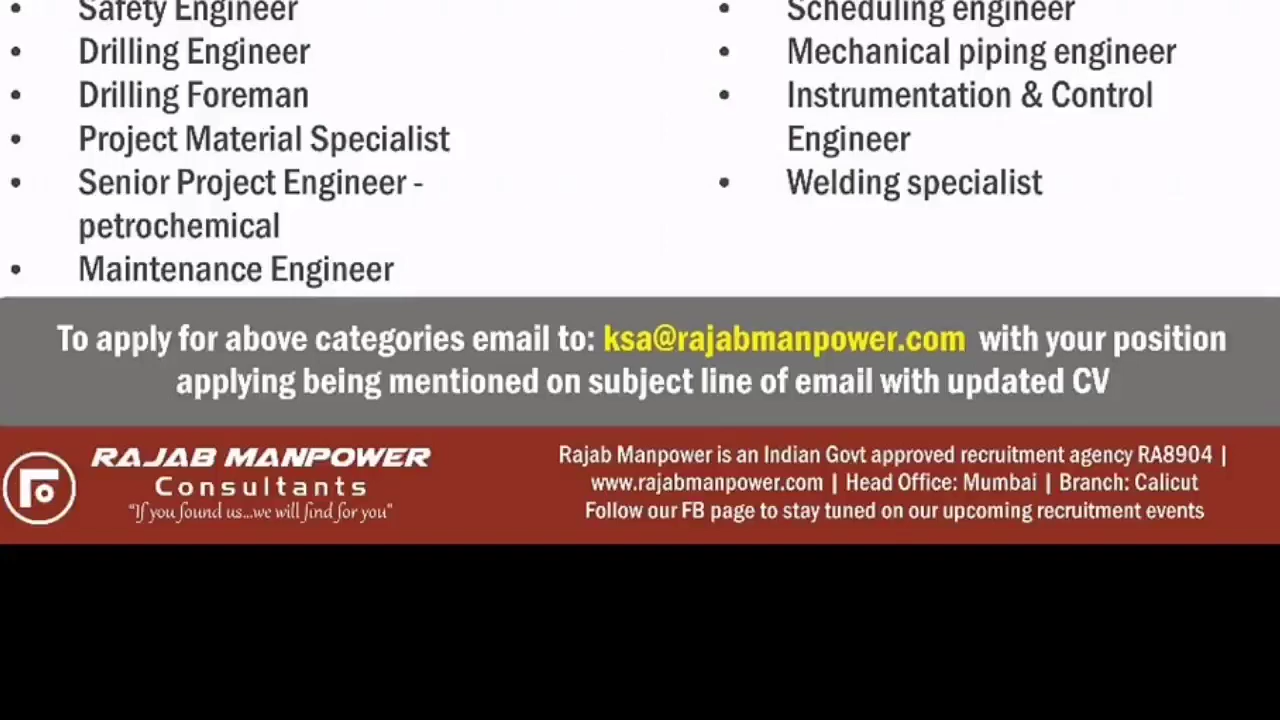 Safety Engineer
• Drilling Engineer
• Drilling Foreman
• Project Material Specialist
• Senior Project Engineer -
petrochemical
• Maintenance Engineer
• Scheduling engineer
• Mechanical piping engineer
• Instrumentation & Control
Engineer
• Welding specialist
To apply for above categories email to: ksa@rajabmanpower.com with your position
applying being mentioned on subject line of email with updated CV
RAJAB MANPOWER
Consultants
"If you found us...we will find for you"
Rajab Manpower is an Indian Govt approved recruitment agency RA8904 |
www.rajabmanpower.com | Head Office: Mumbai | Branch: Calicut
Follow our FB page to stay tuned on our upcoming recruitment events